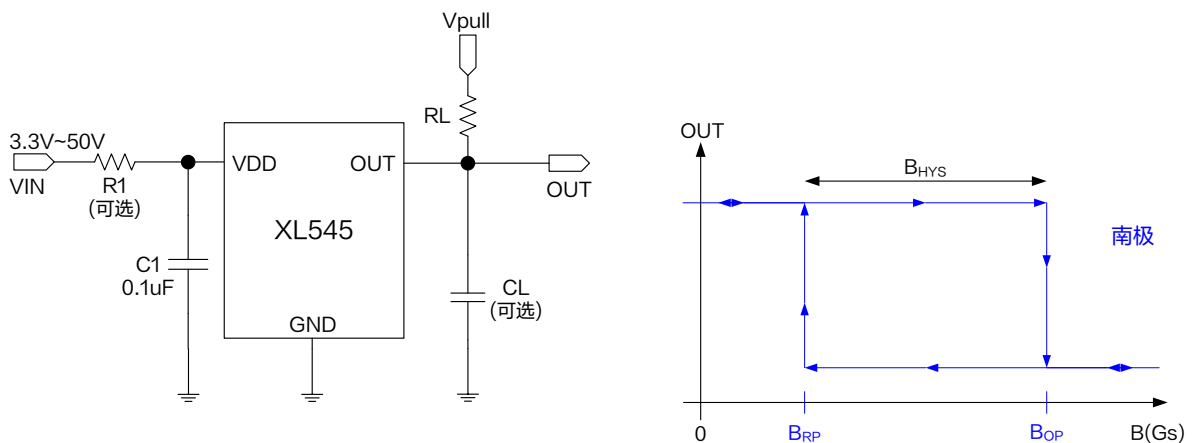 Vpull
RL
3.3V~50V
VIN
R1
(可选)
VDD
OUT
OUT
XL545
C1
0.1uF
GND
CL
(可选)
OUT
BHYS
南极
0
BRP
BOP
B(Gs)